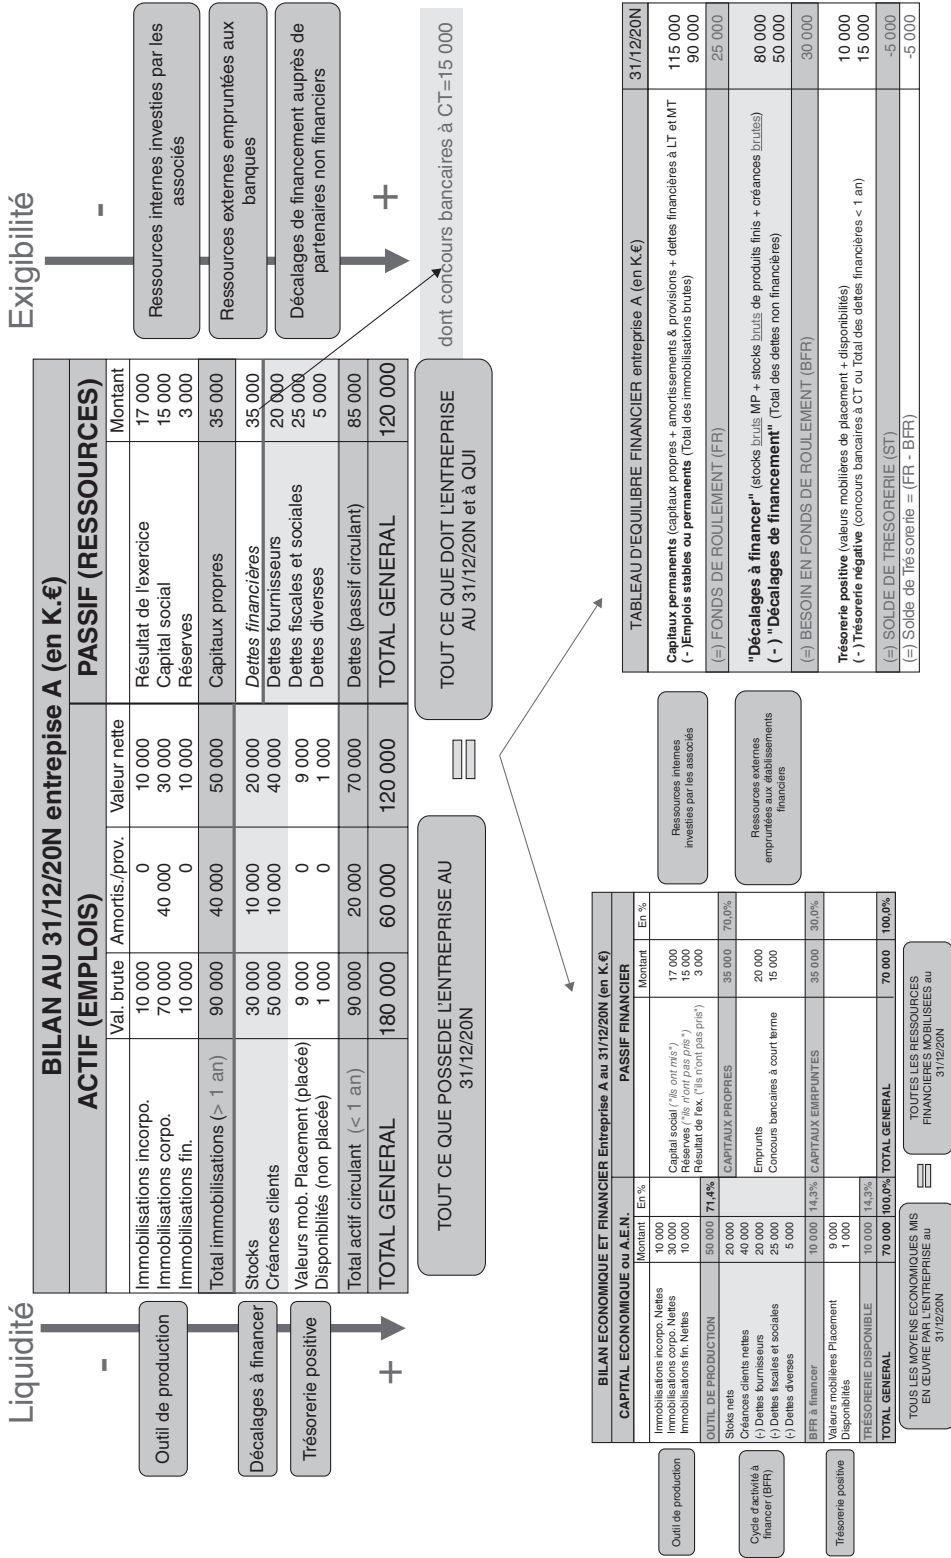 Liquidité
-
+
Outil de production
Décalages à financer
Trésorerie positive
BILAN AU 31/12/20N entrepise A (en K.€)
ACTIF (EMPLOIS)
PASSIF (RESSOURCES)
Val. brute Amortis./prov. Valeur nette
Montant
Immobilisations incorpo. 10 000 0 10 000
Immobilisations corpo. 70 000 40 000 30 000
Immobilisations fin. 10 000 0 10 000
Total immobilisations (> 1 an) 90 000 40 000 50 000
Stocks 30 000 10 000 20 000
Créances clients 50 000 10 000 40 000
Valeurs mob. Placement (placée) 9 000 0 9 000
Disponiblités (non placée) 1 000 0 1 000
Total actif circulant (< 1 an) 90 000 20 000 70 000
TOTAL GENERAL 180 000 60 000 120 000
Résultat de l'exercice 17 000
Capital social 15 000
Réserves 3 000
Capitaux propres 35 000
Dettes financières 35 000
Dettes fournisseurs 20 000
Dettes fiscales et sociales 25 000
Dettes diverses 5 000
Dettes (passif circulant) 85 000
TOTAL GENERAL 120 000
Exigibilité
-
+
Ressources internes investies par les
associés
Ressources externes empruntées aux
banques
Décalages de financement auprès de
partenaires non financiers
dont concours bancaires à CT=15 000
TOUT CE QUE POSSEDE L'ENTREPRISE AU
31/12/20N
=
TOUT CE QUE DOIT L'ENTREPRISE
AU 31/12/20N et à QUI
Outil de production
Cycle d'activité à
financer (BFR)
Trésorerie positive
BILAN ECONOMIQUE ET FINANCIER Entreprise A au 31/12/20N (en K.€)
CAPITAL ECONOMIQUE ou A.E.N.
PASSIF FINANCIER
Montant En %
Montant En %
Immobilisations incorpo. Nettes 10 000
Immobilisations corpo. Nettes 30 000
Immobilisations fin. Nettes 10 000
OUTIL DE PRODUCTION 50 000 71,4%
Stoks nets 20 000
Créances clients nettes 40 000
(-) Dettes fournisseurs 20 000
(-) Dettes fiscales et sociales 25 000
(-) Dettes diverses 5 000
BFR à financer 10 000 14,3%
Valeurs mobilières Placement 9 000
Disponibilités 1 000
TRÉSORERIE DISPONIBLE 10 000 14,3%
TOTAL GENERAL 70 000 100,0%
Capital social ("ils ont mis") 17 000
Réserves ("ils n'ont pas pris") 15 000
Résultat de l'ex. ("ils n'ont pas pris") 3 000
CAPITAUX PROPRES 35 000 70,0%
Emprunts 20 000
Concours bancaires à court terme 15 000
CAPITAUX EMRPUNTES 35 000 30,0%
TOTAL GENERAL 70 000 100,0%
Ressources internes
investies par les associés
Ressources externes
empruntées aux établissements
financiers
TOUS LES MOYENS ECONOMIQUES MIS
EN ŒUVRE PAR L'ENTREPRISE au
31/12/20N
=
TOUTES LES RESSOURCES
FINANCIERES MOBILISEES au
31/12/20N
TABLEAU D'EQUILIBRE FINANCIER entreprise A (en K.€) 31/12/20N
Capitaux permanents (capitaux propres + amortissements & provisions + dettes financières à LT et MT 115 000
( - )Emplois stables ou permanents (Total des immobilisations brutes) 90 000
(=) FONDS DE ROULEMENT (FR) 25 000
"Décalages à financer" (stocks bruts MP + stocks bruts de produits finis + créances brutes) 80 000
( - ) "Décalages de financement" (Total des dettes non financières) 50 000
(=) BESOIN EN FONDS DE ROULEMENT (BFR) 30 000
Trésorerie positive (valeurs mobilières de placement + disponibilités) 10 000
( - ) Trésorerie négative (concours bancaires à CT ou Total des dettes financières < 1 an) 15 000
(=) SOLDE DE TRESORERIE (ST) -5 000
(=) Solde de Trésorerie = (FR - BFR) -5 000